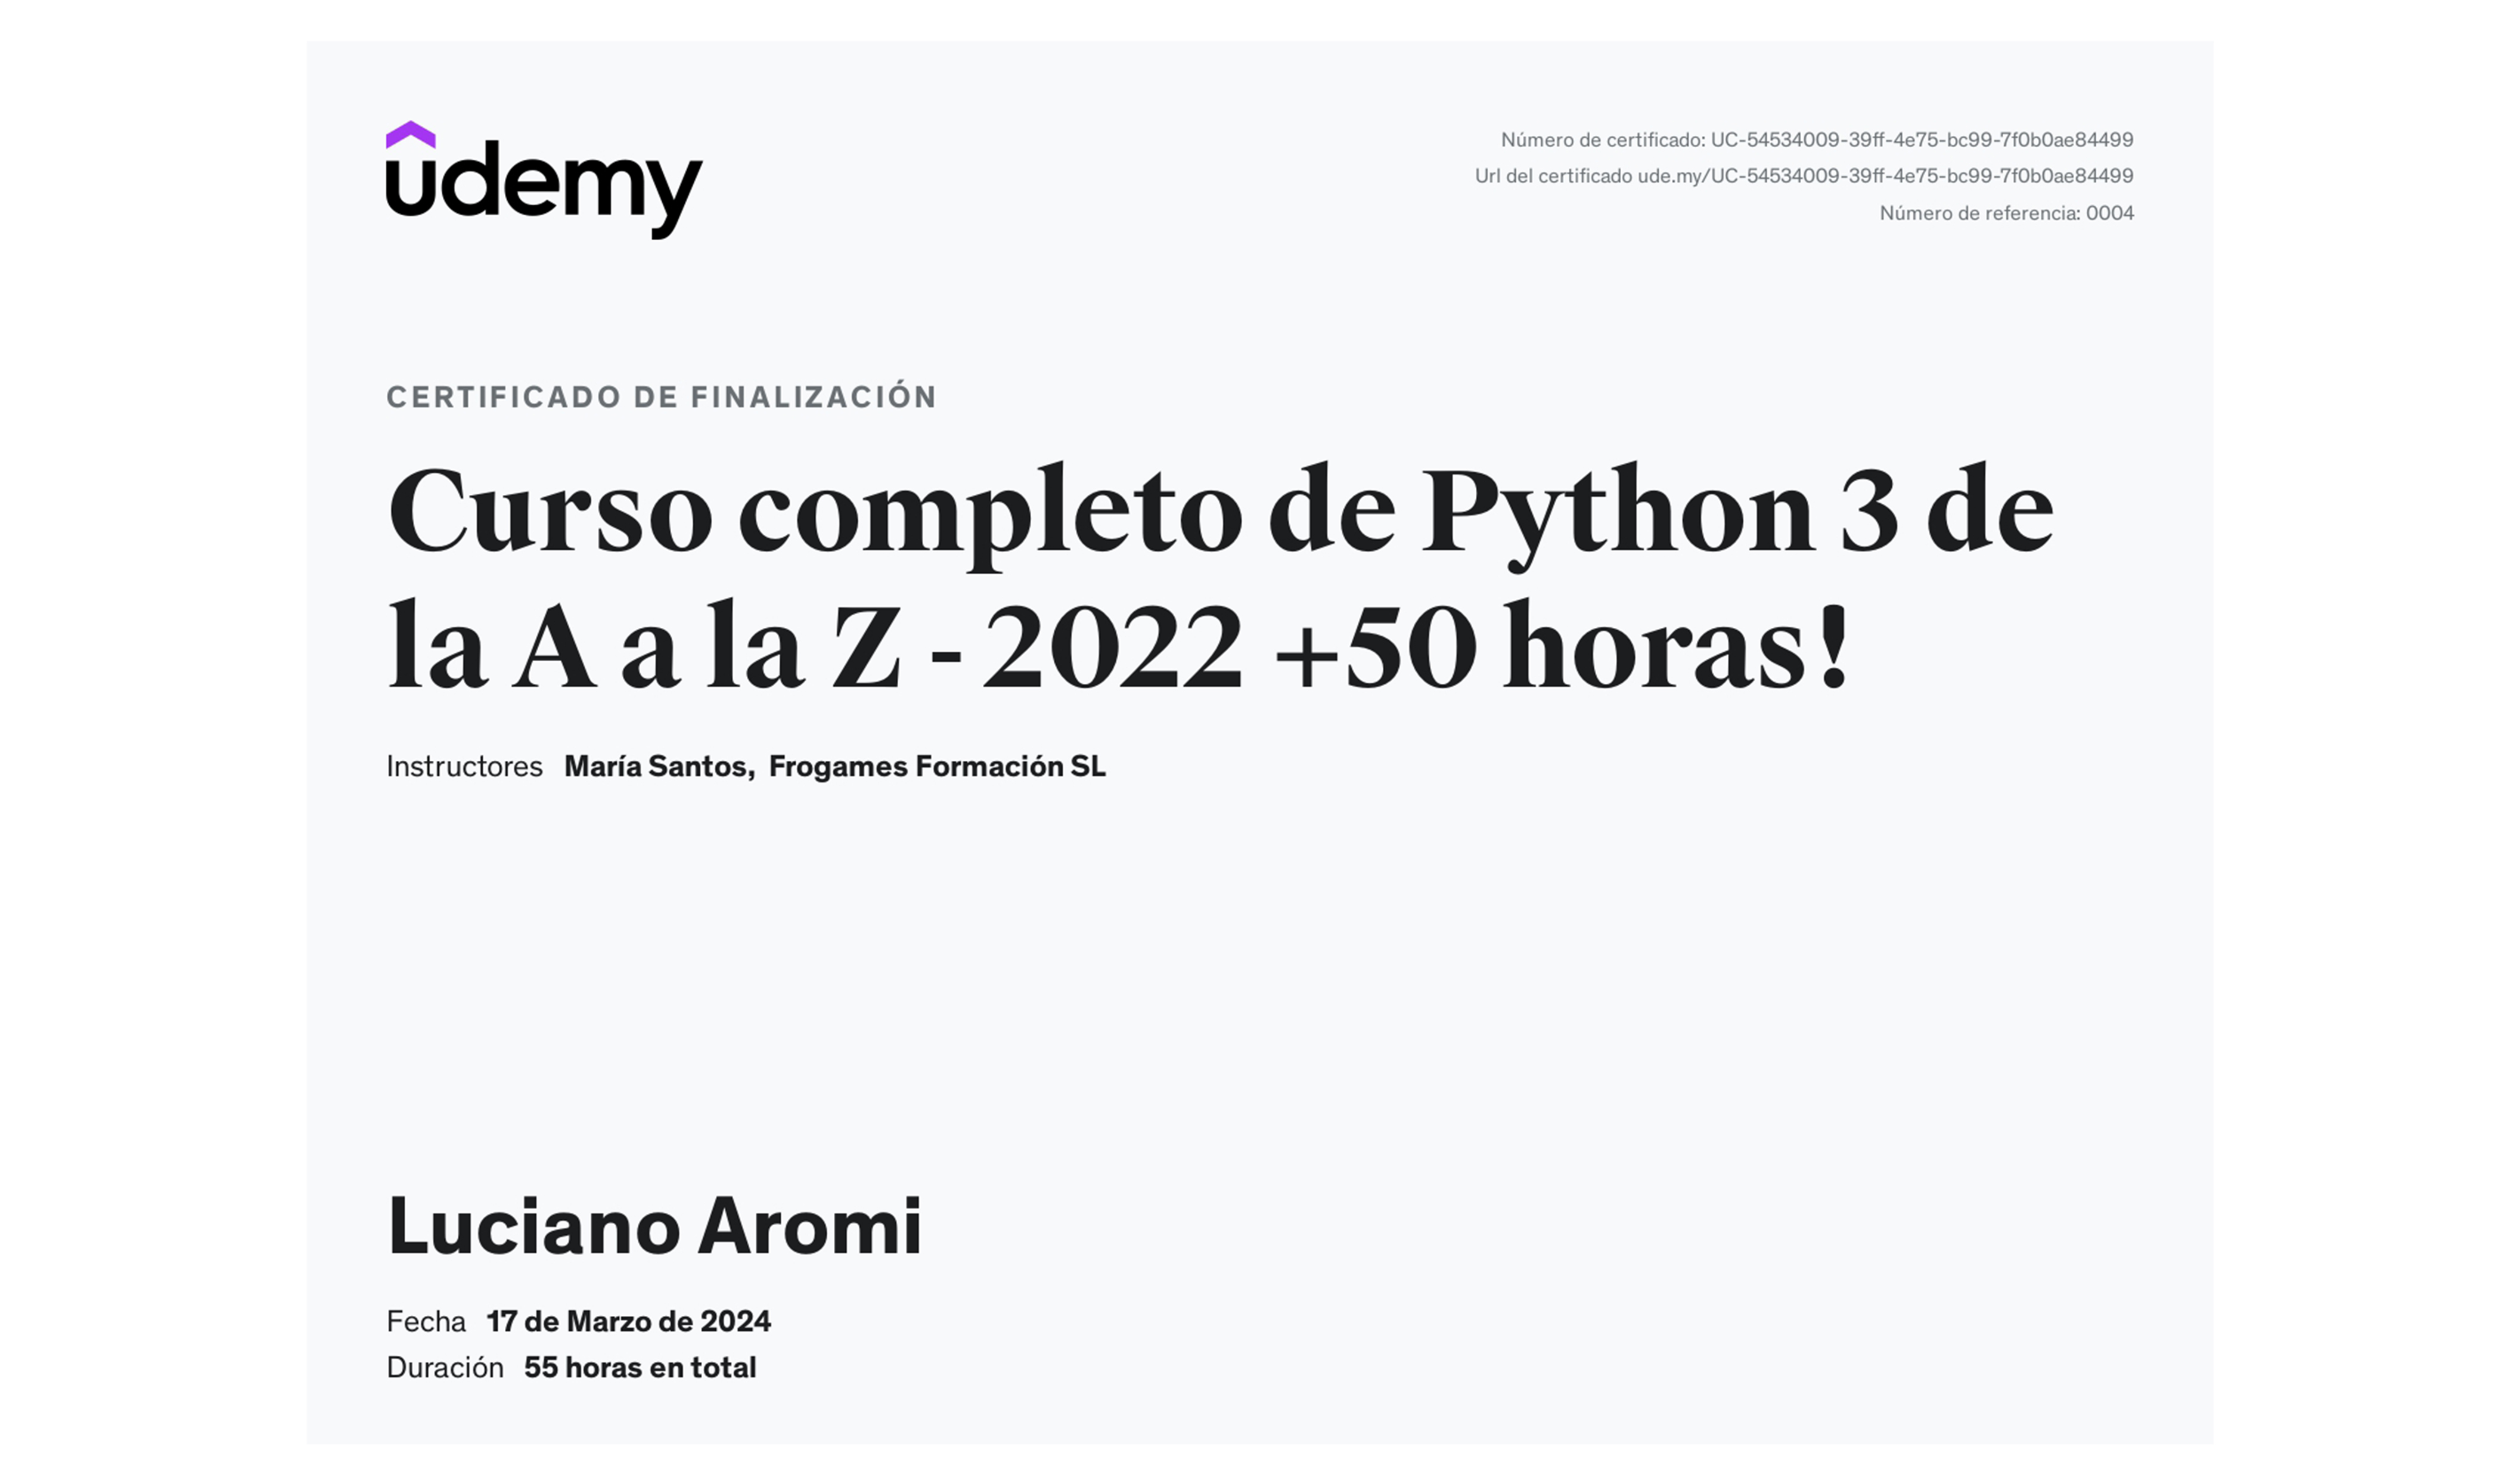 udemy
Número de certificado: UC-54534009-39ff-4e75-bc99-7f0b0ae84499
Url del certificado ude.my/UC-54534009-39ff-4e75-bc99-7f0b0ae84499
Número de referencia: 0004
CERTIFICADO DE FINALIZACIÓN
Curso completo de Python 3 de
la A a la Z - 2022 +50 horas!
Instructores María Santos, Frogames Formación SL
Luciano Aromi
Fecha 17 de Marzo de 2024
Duración 55 horas en total